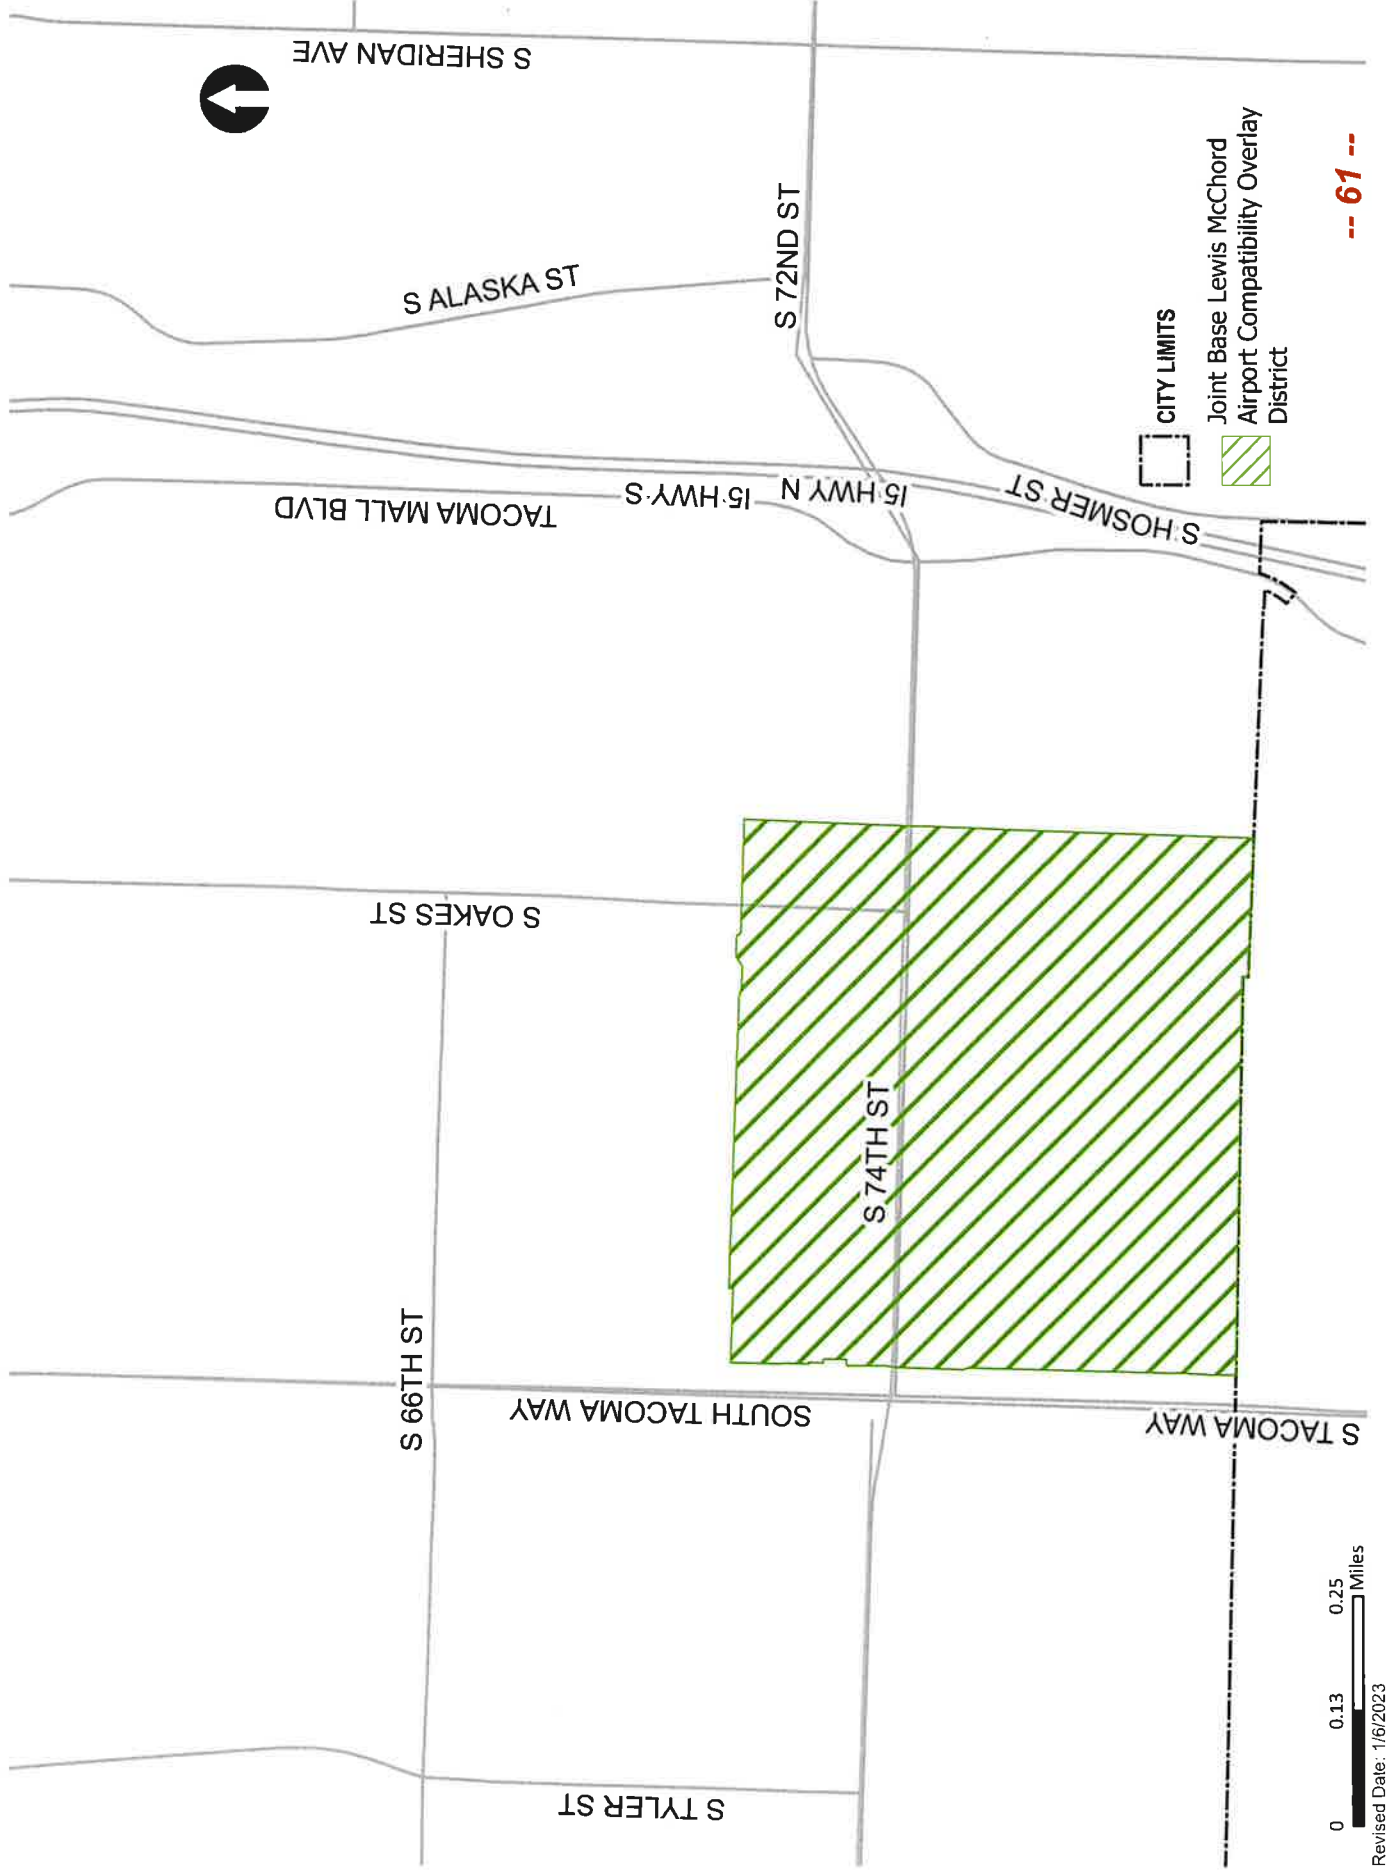 S SHERIDAN AVE
S ALASKA ST
S 72ND ST
TACOMA MALL BLVD
I5 HWY S
I5 HWY N
S HOSMER ST
S OAKES ST
S 66TH ST
SOUTH TACOMA WAY
S 74TH ST
S TACOMA WAY
S TYLER ST
CITY LIMITS
Joint Base Lewis McChord
Airport Compatibility Overlay
District
0 0.13 0.25
Miles
Revised Date: 1/6/2023
-- 61 --